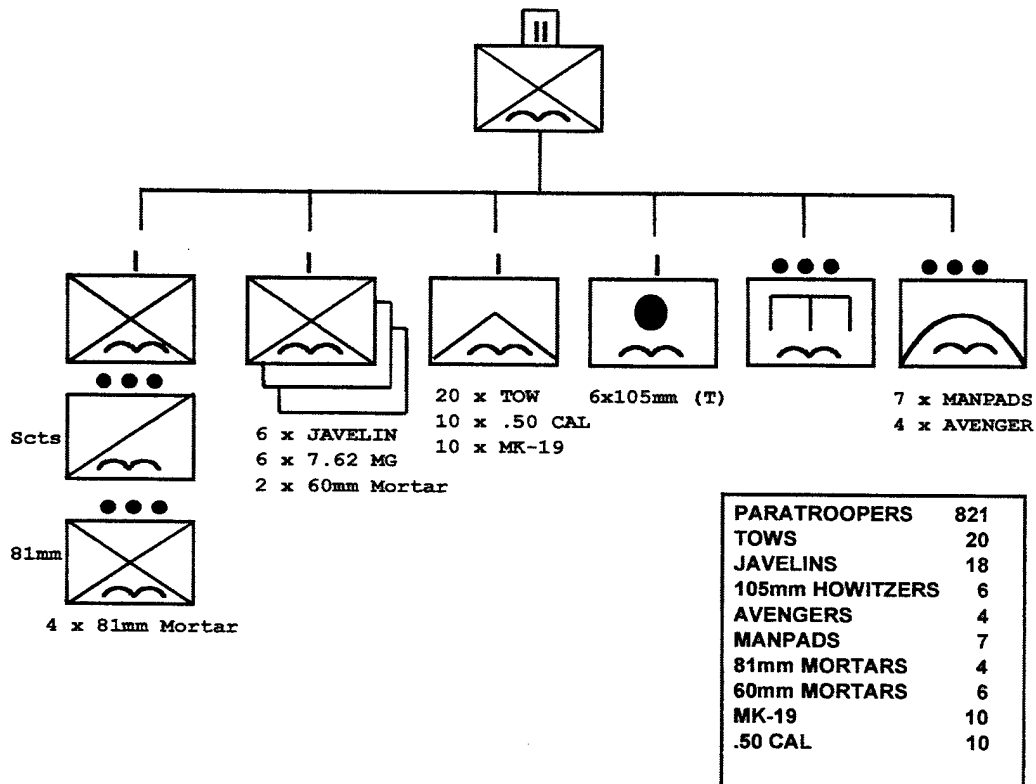 II
I
I
I
I
Scts
81mm
4 x 81mm Mortar
6 x JAVELIN
6 x 7.62 MG
2 x 60mm Mortar
20 x TOW
10 x .50 CAL
10 x MK-19
6x105mm (T)
7 x MANPADS
4 x AVENGER
PARATROOPERS 821
TOWS 20
JAVELINS 18
105mm HOWITZERS 6
AVENGERS 4
MANPADS 7
81mm MORTARS 4
60mm MORTARS 6
MK-19 10
.50 CAL 10